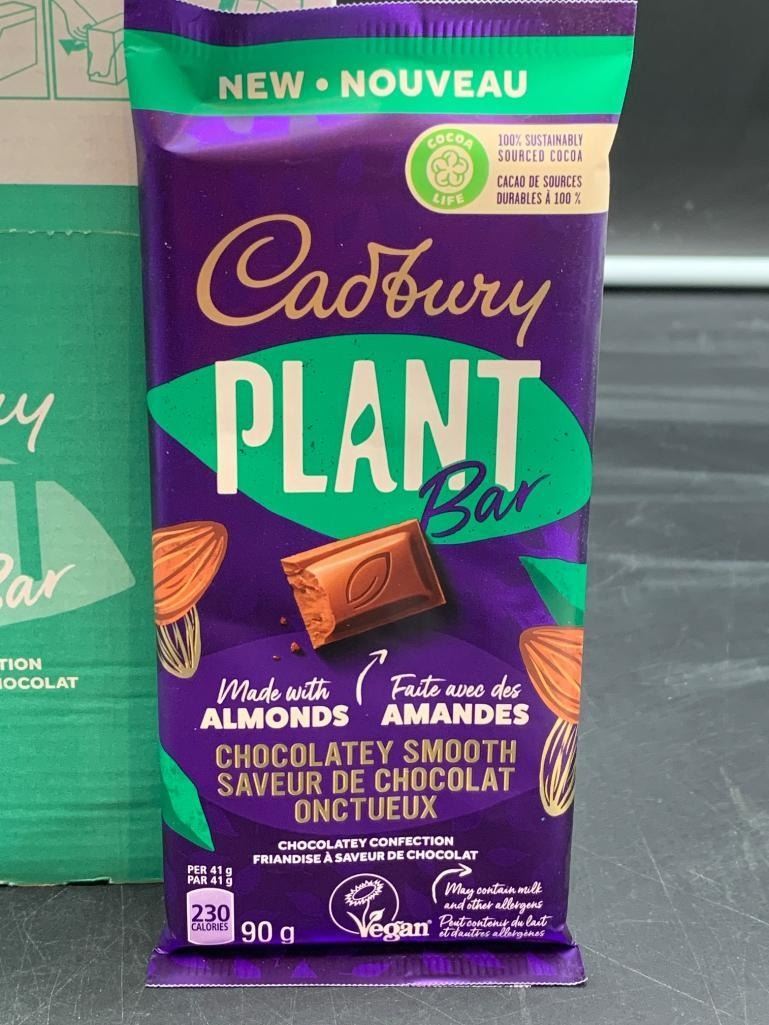 NEW • NOUVEAU
COCOA
LIFE
100% SUSTAINABLY
SOURCED COCOA
CACAO DE SOURCES
DURABLES À 100 %
Cadbury
PLANT
Bar
Made with
ALMONDS
Faite avec des
AMANDES
CHOCOLATEY SMOOTH
SAVEUR DE CHOCOLAT
ONCTUEUX
CHOCOLATEY CONFECTION
FRIANDISE À SAVEUR DE CHOCOLAT
PER 41 g
PAR 41 g
230
CALORIES
90 g
Vegan
May contain milk
and other allergens
Peut contenir du lait
et d'autres allergènes
Bar